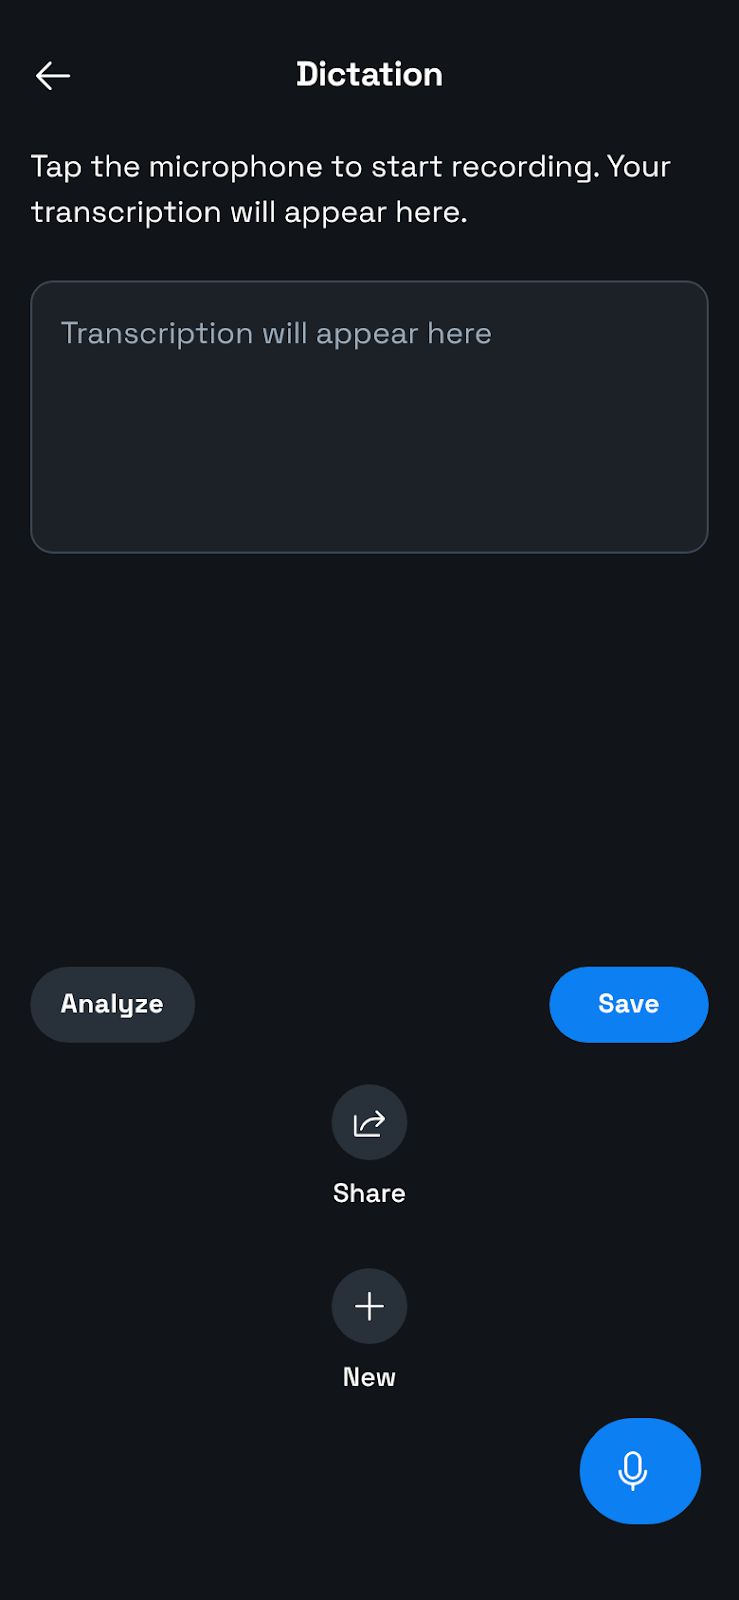 Dictation
Tap the microphone to start recording. Your
transcription will appear here.
Transcription will appear here
Analyze
Save
Share
New